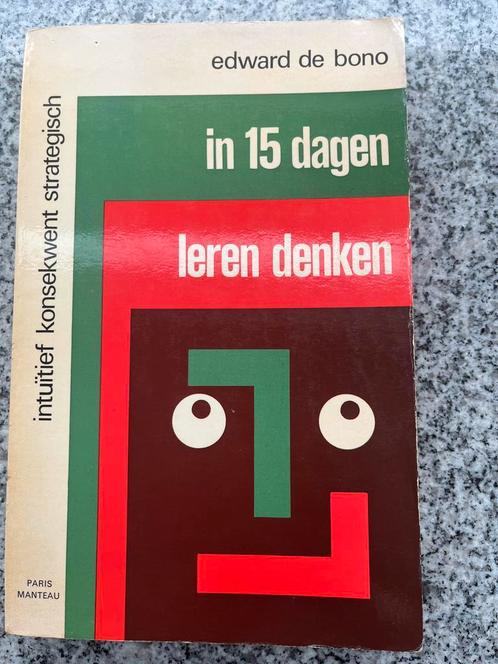 edward de bono
in 15 dagen
leren denken
intuïtief konsekwent strategisch
PARIS
MANTEAU